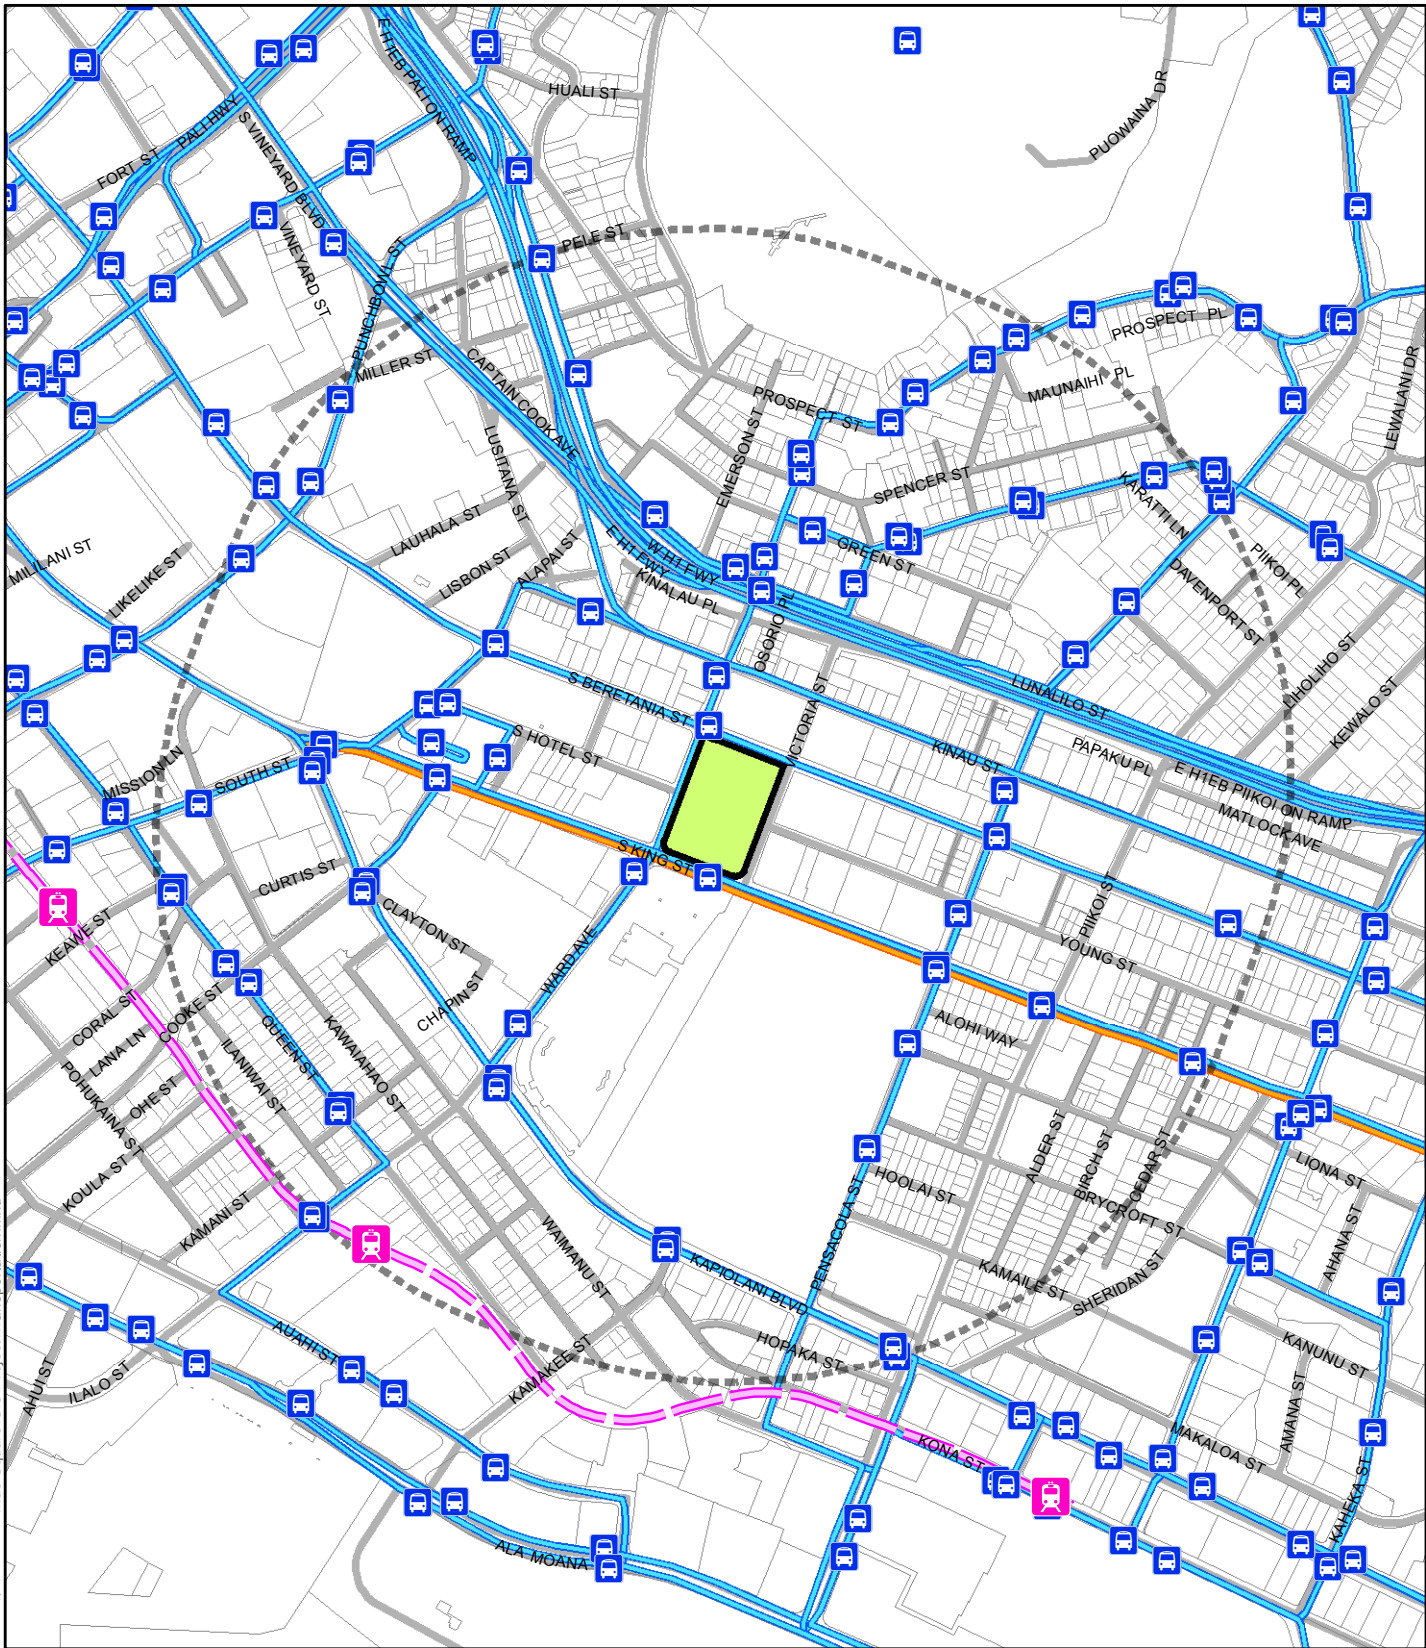 E H1EB PALI ON RAMP
HUALI ST
PALI HWY
S VINEYARD BLVD
FORT ST
PUOWAINA DR
VINEYARD ST
PELE ST
PUNCHBOWL ST
PROSPECT PL
MILLER ST
CAPTAIN COOK AVE
MAUNAIHI PL
LEWALANI DR
PROSPECT ST
EMERSON ST
LUSITANA ST
SPENCER ST
KARATTI LN
LAUHALA ST
MILILANI ST
LIKELIKE ST
LISBON ST
ALAPAI ST
E H1 FWY
W H1 FWY
GREEN ST
KINALAU PL
PIIKOI PL
DAVENPORT ST
OSORIO PL
LIHOLIHO ST
KEWALO ST
S BERETANIA ST
VICTORIA ST
LUNALILO ST
S HOTEL ST
KINAU ST
PAPAKU PL
E H1EB PIIKOI ON RAMP
MATLOCK AVE
MISSION LN
SOUTH ST
S KING ST
CURTIS ST
CLAYTON ST
PIIKOI ST
YOUNG ST
KEAWE ST
WARD AVE
CHAPIN ST
CORAL ST
COOKE ST
LANA LN
QUEEN ST
KAWAIAHAO ST
ILANIWAI ST
ALOHI WAY
POHUKAINA ST
OHE ST
KOULA ST
KAMANI ST
ALDER ST
BIRCH ST
CEDAR ST
LIONA ST
HOOLAI ST
RYCROFT ST
AHANA ST
WAIMANU ST
PENSACOLA ST
KAPIOLANI BLVD
KAMAILE ST
SHERIDAN ST
AUAHI ST
KAMAKEE ST
HOPAKA ST
KANUNU ST
AHUI ST
ILALO ST
AMANA ST
KONA ST
MAKALOA ST
KAHEKA ST
ALA MOANA